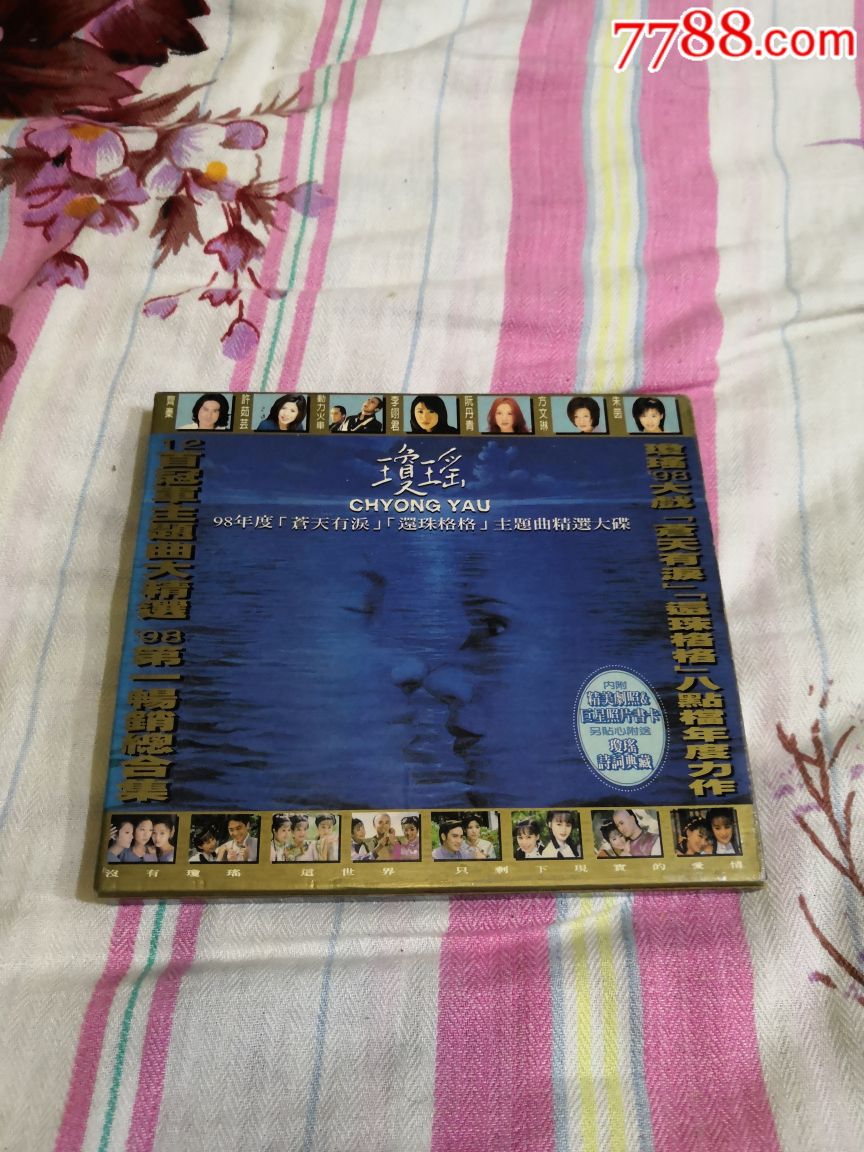 7788.com
齊秦
許茹芸
動力火車
李翊君
阮丹青
方文琳
朱茵
瓊瑤
CHYONG YAU
98年度「蒼天有淚」「還珠格格」主題曲精選大碟
12首冠軍主題曲大精選 '98第一暢銷總合集
瓊瑤'98大戲「蒼天有淚」「還珠格格」八點檔年度力作
內附
精美劇照&
巨星照片書卡
另貼心附送
瓊瑤
詩詞典藏
沒有瓊瑤 這世界 只剩下現實的愛情